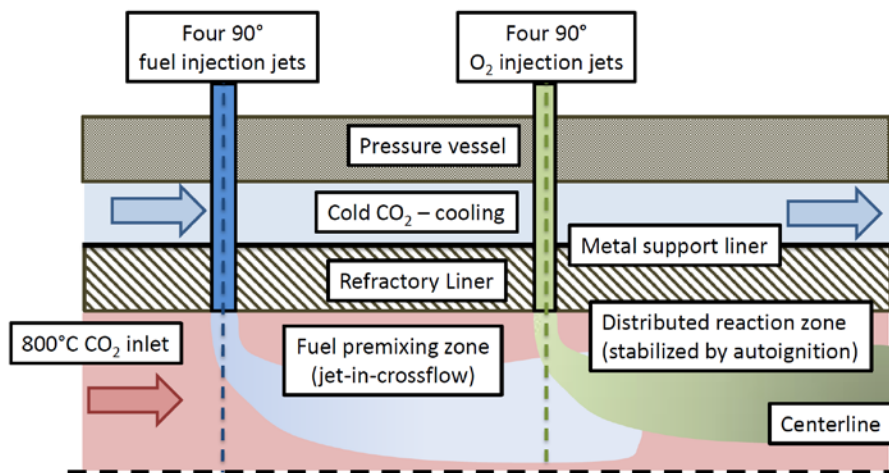 Four 90°
fuel injection jets
Four 90°
O₂ injection jets
Pressure vessel
Cold CO₂ – cooling
Metal support liner
Refractory Liner
800°C CO₂ inlet
Fuel premixing zone
(jet-in-crossflow)
Distributed reaction zone
(stabilized by autoignition)
Centerline